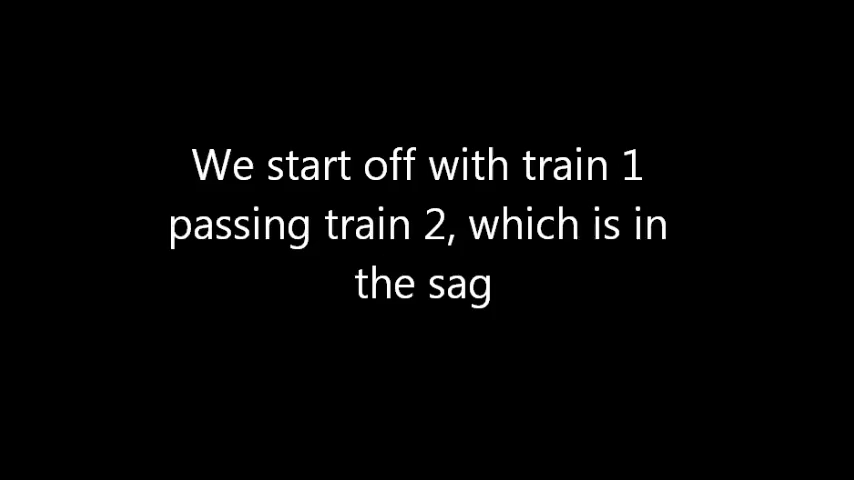 We start off with train 1
passing train 2, which is in
the sag